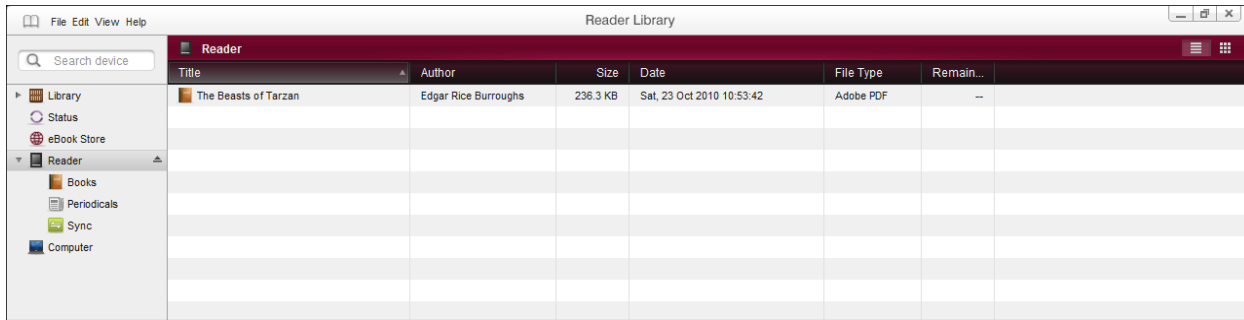 File Edit View Help
Reader Library
Search device
Reader
Title Author Size Date File Type Remain...
Library
The Beasts of Tarzan Edgar Rice Burroughs 236.3 KB Sat, 23 Oct 2010 10:53:42 Adobe PDF --
Status
eBook Store
Reader
Books
Periodicals
Sync
Computer